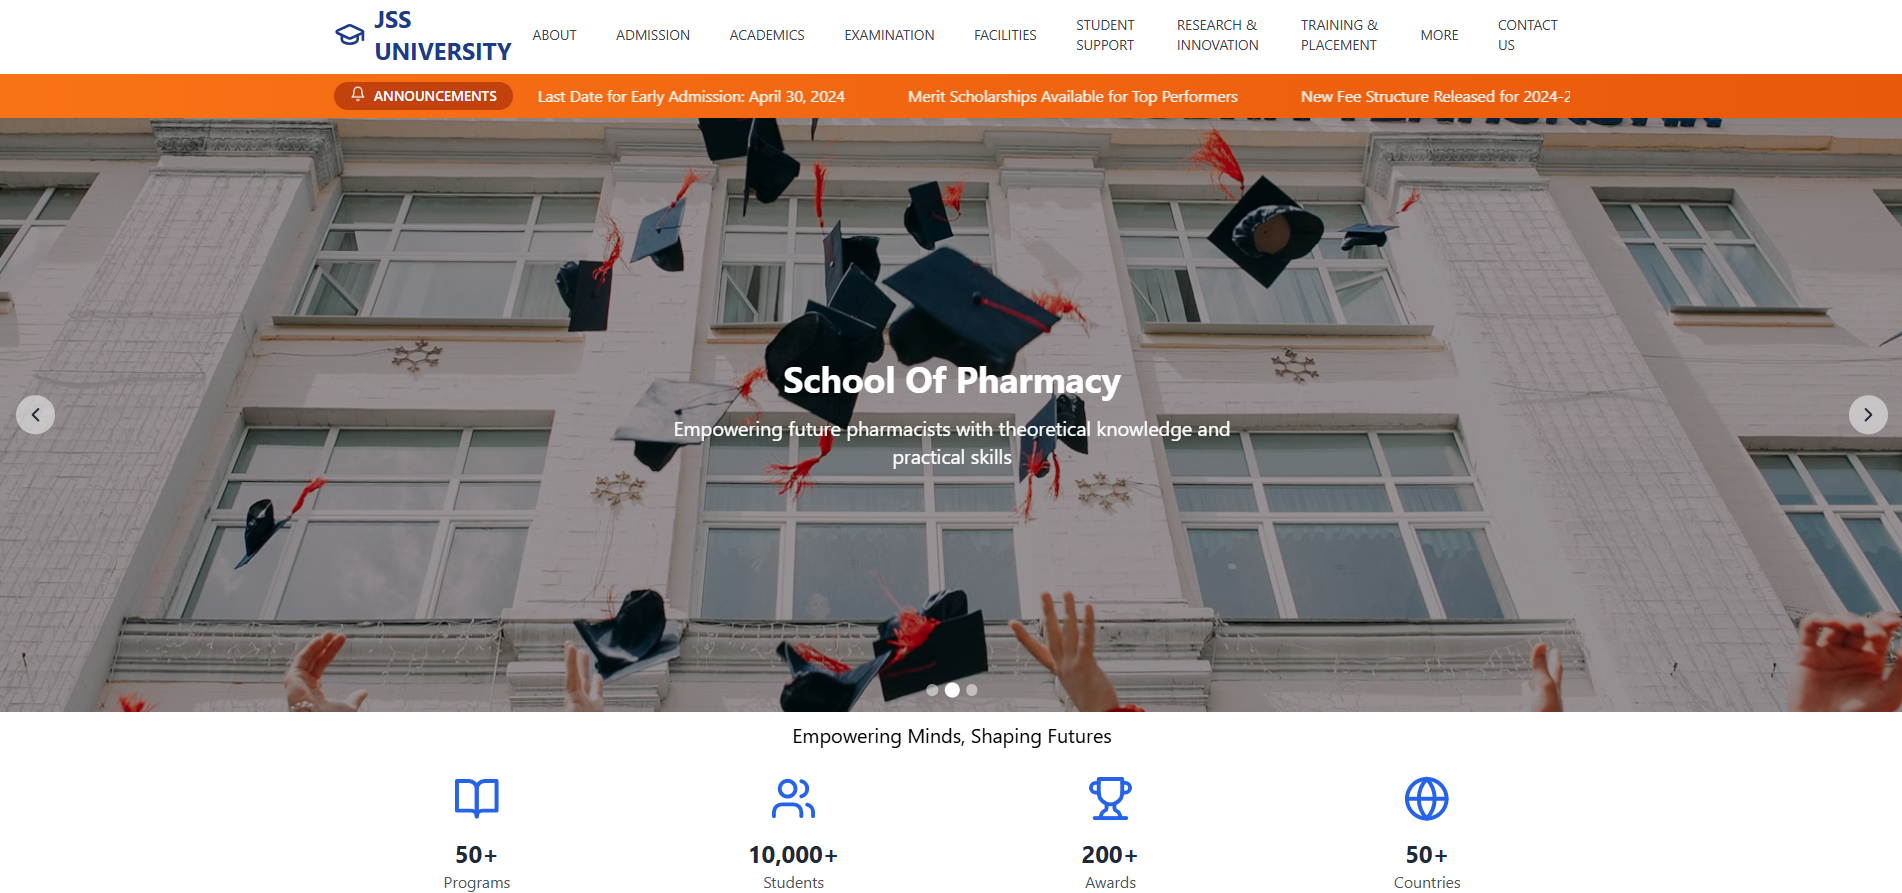 JSS
UNIVERSITY
ABOUT
ADMISSION
ACADEMICS
EXAMINATION
FACILITIES
STUDENT
SUPPORT
RESEARCH &
INNOVATION
TRAINING &
PLACEMENT
MORE
CONTACT
US
ANNOUNCEMENTS
Last Date for Early Admission: April 30, 2024
Merit Scholarships Available for Top Performers
New Fee Structure Released for 2024-2
School Of Pharmacy
Empowering future pharmacists with theoretical knowledge and
practical skills
Empowering Minds, Shaping Futures
50+
Programs
10,000+
Students
200+
Awards
50+
Countries